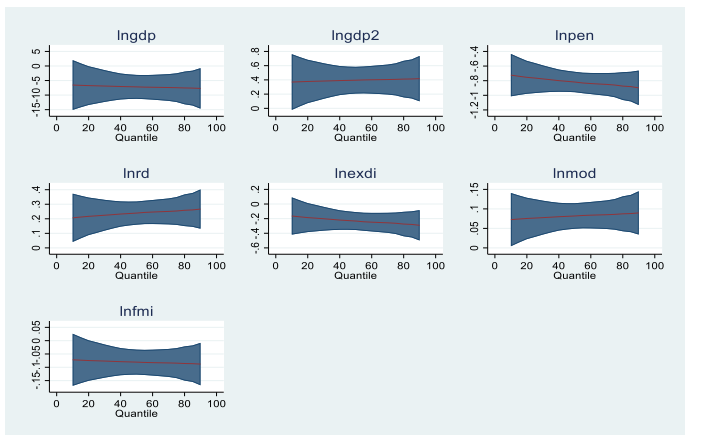 lngdp
-15-10 -5 0 5
0 20 40 60 80 100
Quantile
lngdp2
0 .2 .4 .6 .8
0 20 40 60 80 100
Quantile
lnpen
-1.2-1 -.8 -.6 -.4
0 20 40 60 80 100
Quantile
lnrd
0 .1 .2 .3 .4
0 20 40 60 80 100
Quantile
lnexdi
-.6 -.4 -.2 0 .2
0 20 40 60 80 100
Quantile
lnmod
0 .05 .1 .15
0 20 40 60 80 100
Quantile
lnfmi
-.15-.1-.05 0 .05
0 20 40 60 80 100
Quantile